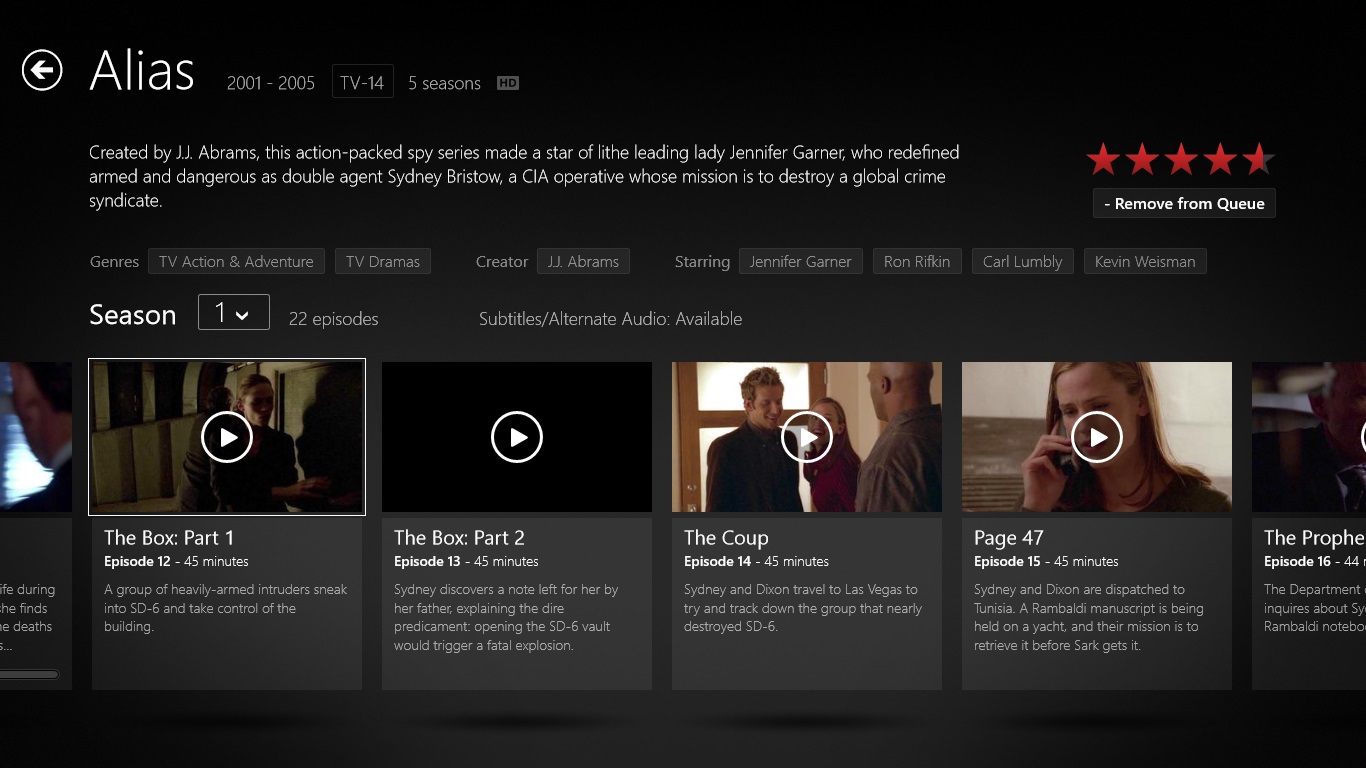 Alias 2001 - 2005 TV-14 5 seasons HD
Created by J.J. Abrams, this action-packed spy series made a star of lithe leading lady Jennifer Garner, who redefined
armed and dangerous as double agent Sydney Bristow, a CIA operative whose mission is to destroy a global crime
syndicate.
- Remove from Queue
Genres TV Action & Adventure TV Dramas Creator J.J. Abrams Starring Jennifer Garner Ron Rifkin Carl Lumbly Kevin Weisman
Season 1 22 episodes Subtitles/Alternate Audio: Available
ife during
she finds
he deaths
s...
The Box: Part 1
Episode 12 - 45 minutes
A group of heavily-armed intruders sneak
into SD-6 and take control of the
building.
The Box: Part 2
Episode 13 - 45 minutes
Sydney discovers a note left for her by
her father, explaining the dire
predicament: opening the SD-6 vault
would trigger a fatal explosion.
The Coup
Episode 14 - 45 minutes
Sydney and Dixon travel to Las Vegas to
try and track down the group that nearly
destroyed SD-6.
Page 47
Episode 15 - 45 minutes
Sydney and Dixon are dispatched to
Tunisia. A Rambaldi manuscript is being
held on a yacht, and their mission is to
retrieve it before Sark gets it.
The Prophe
Episode 16 - 44 
The Department
inquires about Sy
Rambaldi notebo